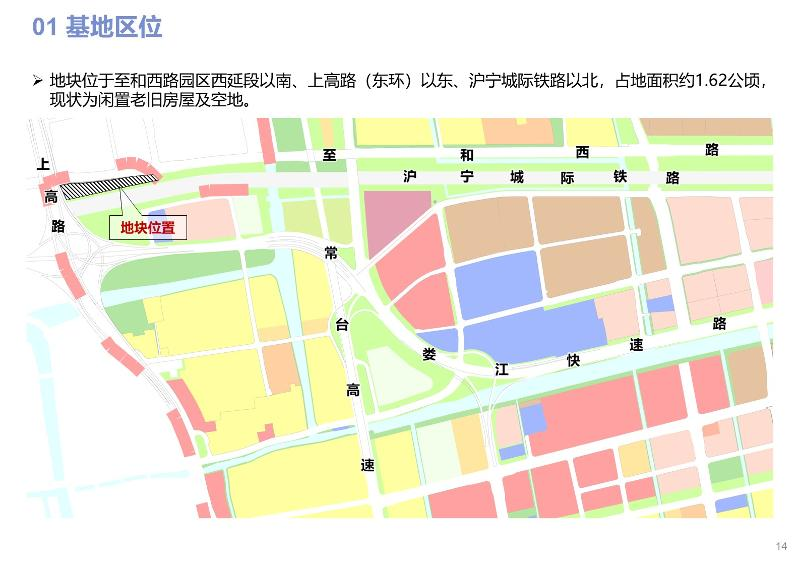 01 基地区位
➢ 地块位于至和西路园区西延段以南、上高路（东环）以东、沪宁城际铁路以北，占地面积约1.62公顷，
现状为闲置老旧房屋及空地。
至和西路
沪宁城际铁路
上高路
地块位置
常台高速
娄江快速路
14